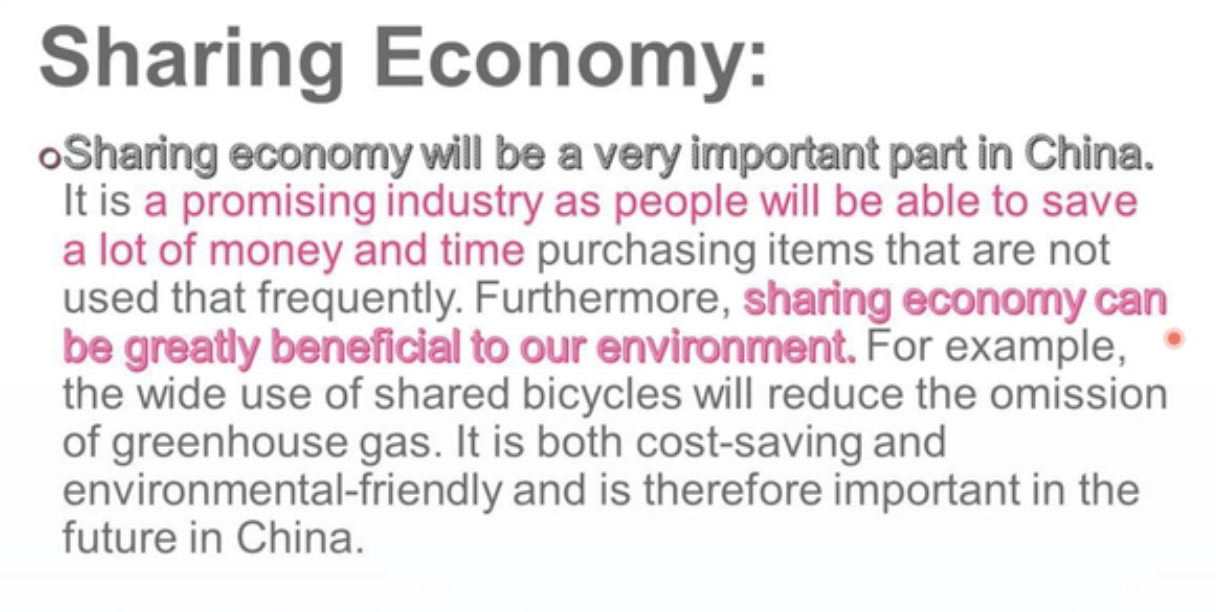 Sharing Economy:
Sharing economy will be a very important part in China.
It is a promising industry as people will be able to save
a lot of money and time purchasing items that are not
used that frequently. Furthermore, sharing economy can
be greatly beneficial to our environment. For example,
the wide use of shared bicycles will reduce the omission
of greenhouse gas. It is both cost-saving and
environmental-friendly and is therefore important in the
future in China.